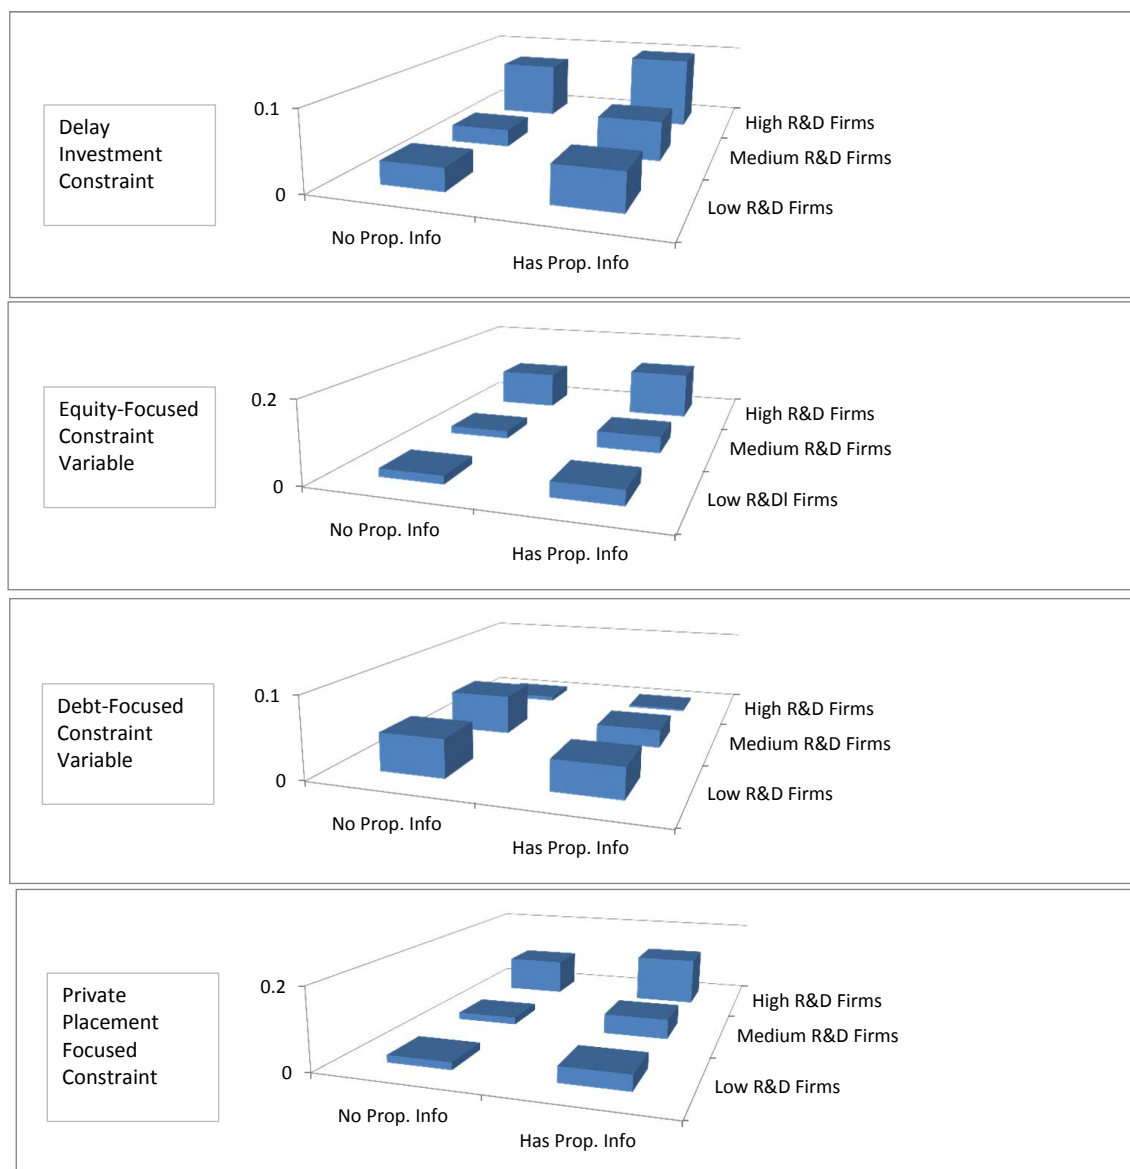 Delay
Investment
Constraint
0.1
0
High R&D Firms
Medium R&D Firms
Low R&D Firms
No Prop. Info
Has Prop. Info
Equity-Focused
Constraint
Variable
0.2
0
High R&D Firms
Medium R&D Firms
Low R&Dl Firms
No Prop. Info
Has Prop. Info
Debt-Focused
Constraint
Variable
0.1
0
High R&D Firms
Medium R&D Firms
Low R&D Firms
No Prop. Info
Has Prop. Info
Private
Placement
Focused
Constraint
0.2
0
High R&D Firms
Medium R&D Firms
Low R&D Firms
No Prop. Info
Has Prop. Info